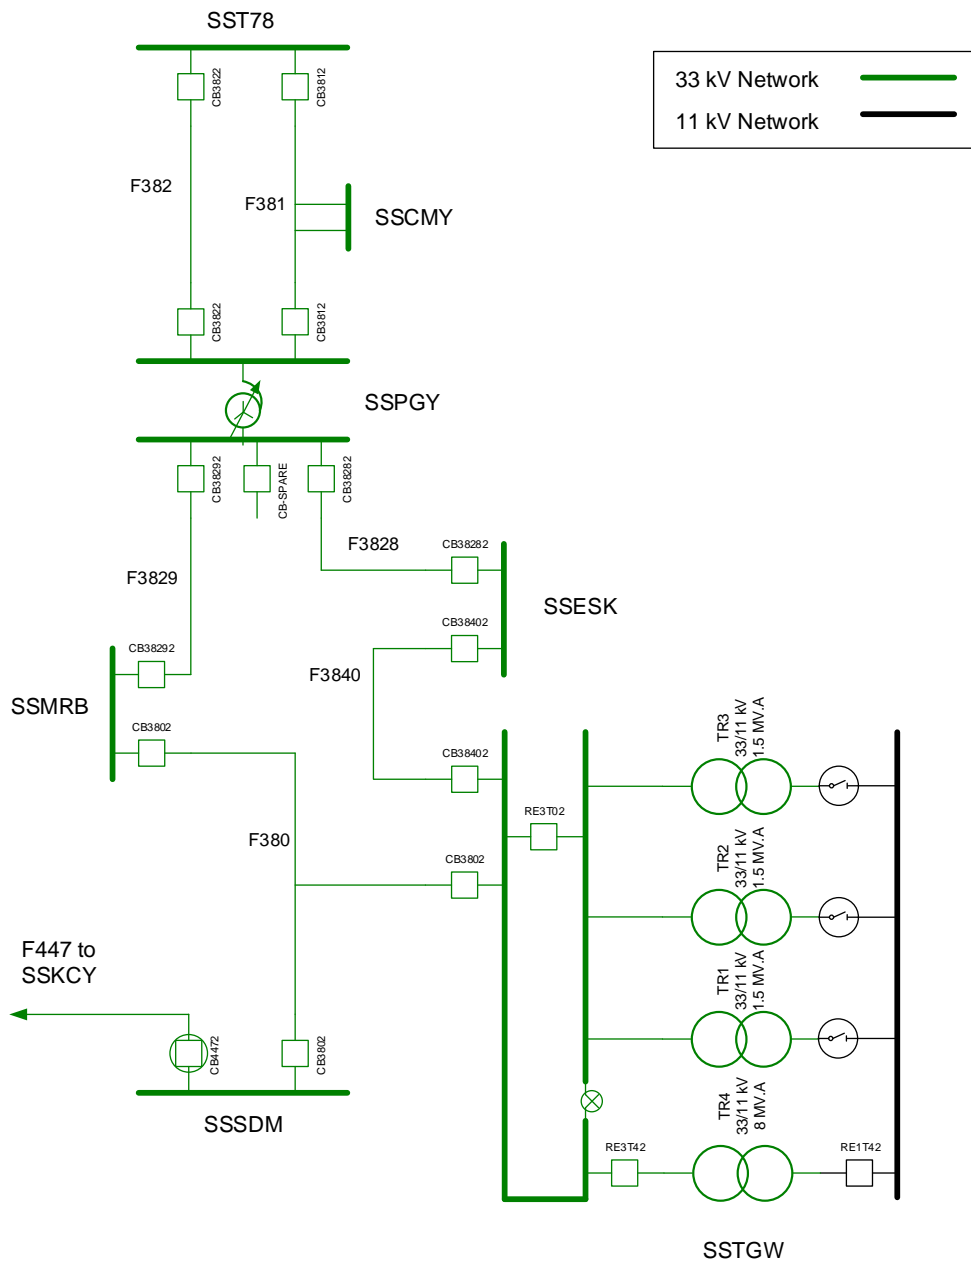 SST78
33 kV Network
11 kV Network
CB3822
CB3812
F382
F381
SSCMY
CB3822
CB3812
SSPGY
CB38292
CB-SPARE
CB38282
F3828
CB38282
F3829
SSESK
CB38292
CB38402
F3840
SSMRB
CB3802
CB38402
TR3
33/11 kV
1.5 MV.A
RE3T02
F380
CB3802
TR2
33/11 kV
1.5 MV.A
F447 to
SSKCY
TR1
33/11 kV
1.5 MV.A
CB4472
CB3802
SSSDM
TR4
33/11 kV
8 MV.A
RE3T42
RE1T42
SSTGW